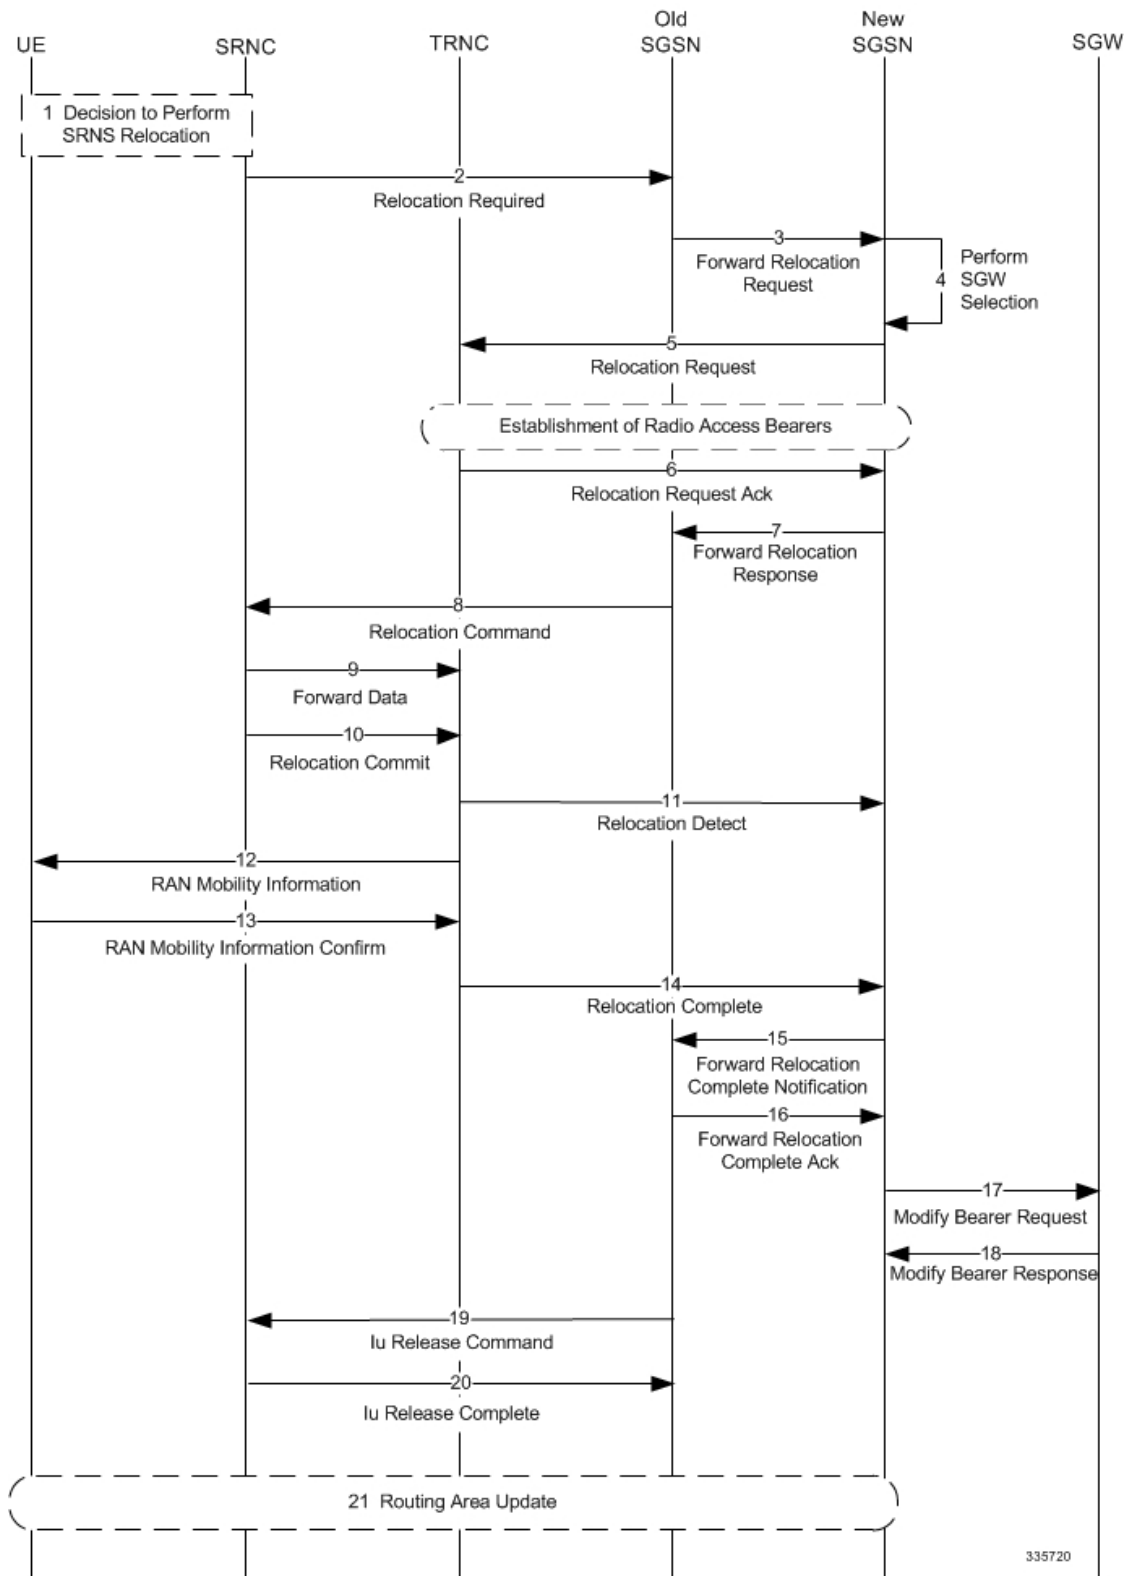 UE
SRNC
TRNC
Old
SGSN
New
SGSN
SGW
1 Decision to Perform
SRNS Relocation
2
Relocation Required
3
Forward Relocation
Request
4
Perform
SGW
Selection
5
Relocation Request
Establishment of Radio Access Bearers
6
Relocation Request Ack
7
Forward Relocation
Response
8
Relocation Command
9
Forward Data
10
Relocation Commit
11
Relocation Detect
12
RAN Mobility Information
13
RAN Mobility Information Confirm
14
Relocation Complete
15
Forward Relocation
Complete Notification
16
Forward Relocation
Complete Ack
17
Modify Bearer Request
18
Modify Bearer Response
19
Iu Release Command
20
Iu Release Complete
21 Routing Area Update
335720